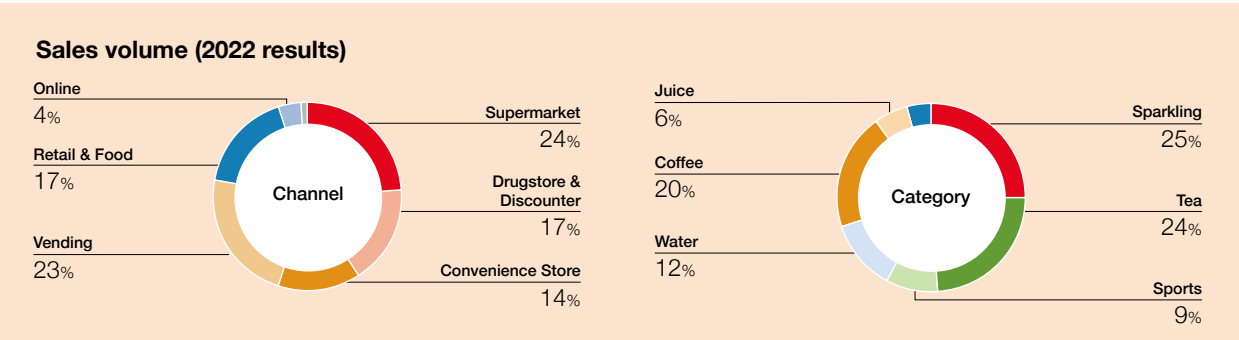 Sales volume (2022 results)
Online
4%
Retail & Food
17%
Vending
23%
Channel
Supermarket
24%
Drugstore &
Discounter
17%
Convenience Store
14%
Juice
6%
Coffee
20%
Water
12%
Category
Sparkling
25%
Tea
24%
Sports
9%